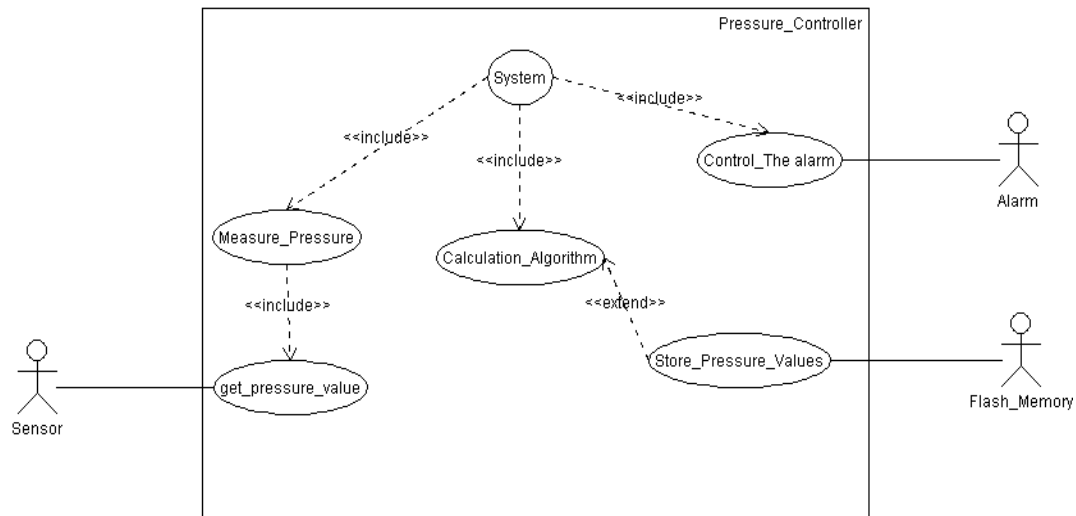 Pressure_Controller
System
<<include>>
<<include>>
<<include>>
Control_The alarm
Alarm
Measure_Pressure
Calculation_Algorithm
<<include>>
<<extend>>
Store_Pressure_Values
get_pressure_value
Sensor
Flash_Memory